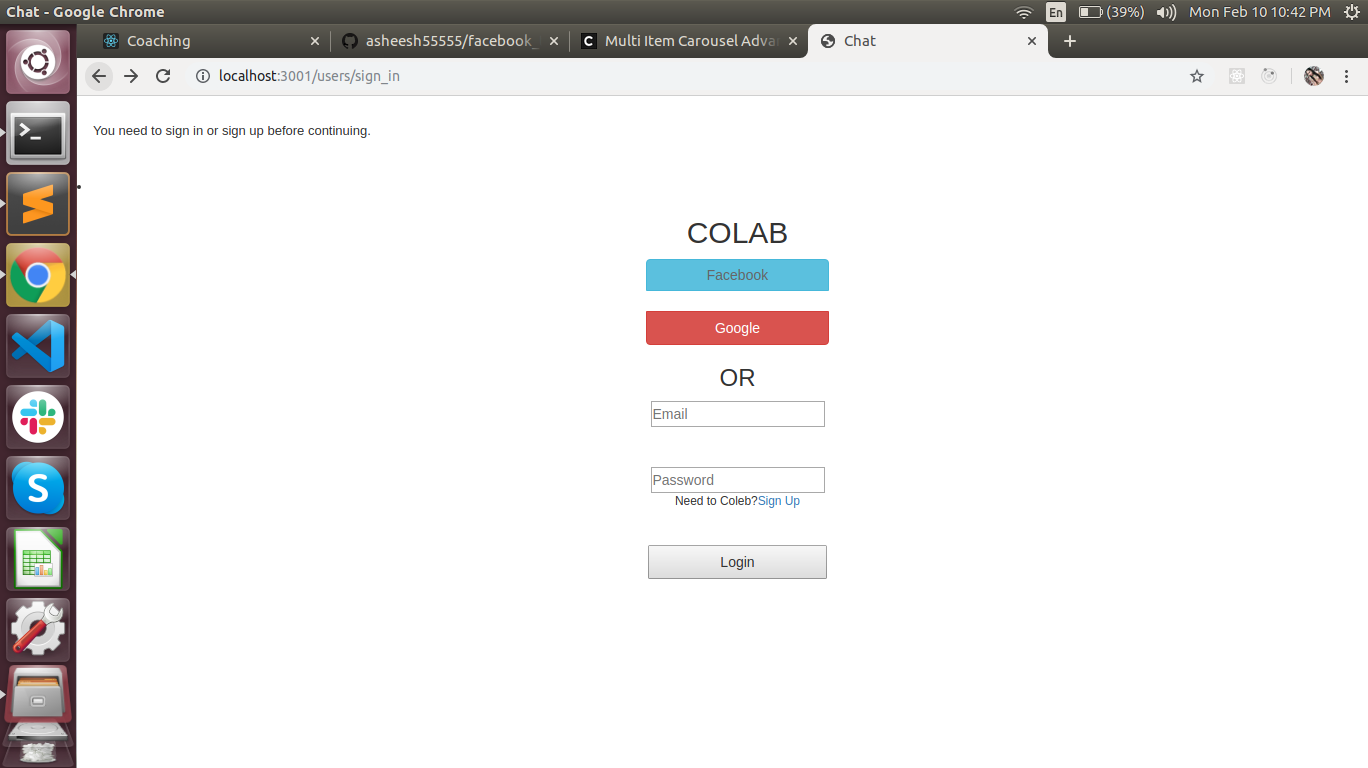 Chat - Google Chrome
En
(39%)
Mon Feb 10 10:42 PM
Coaching
asheesh55555/facebook_
C
Multi Item Carousel Adva
Chat
localhost:3001/users/sign_in
You need to sign in or sign up before continuing.
COLAB
Facebook
Google
OR
Email
Password
Need to Coleb?Sign Up
Login